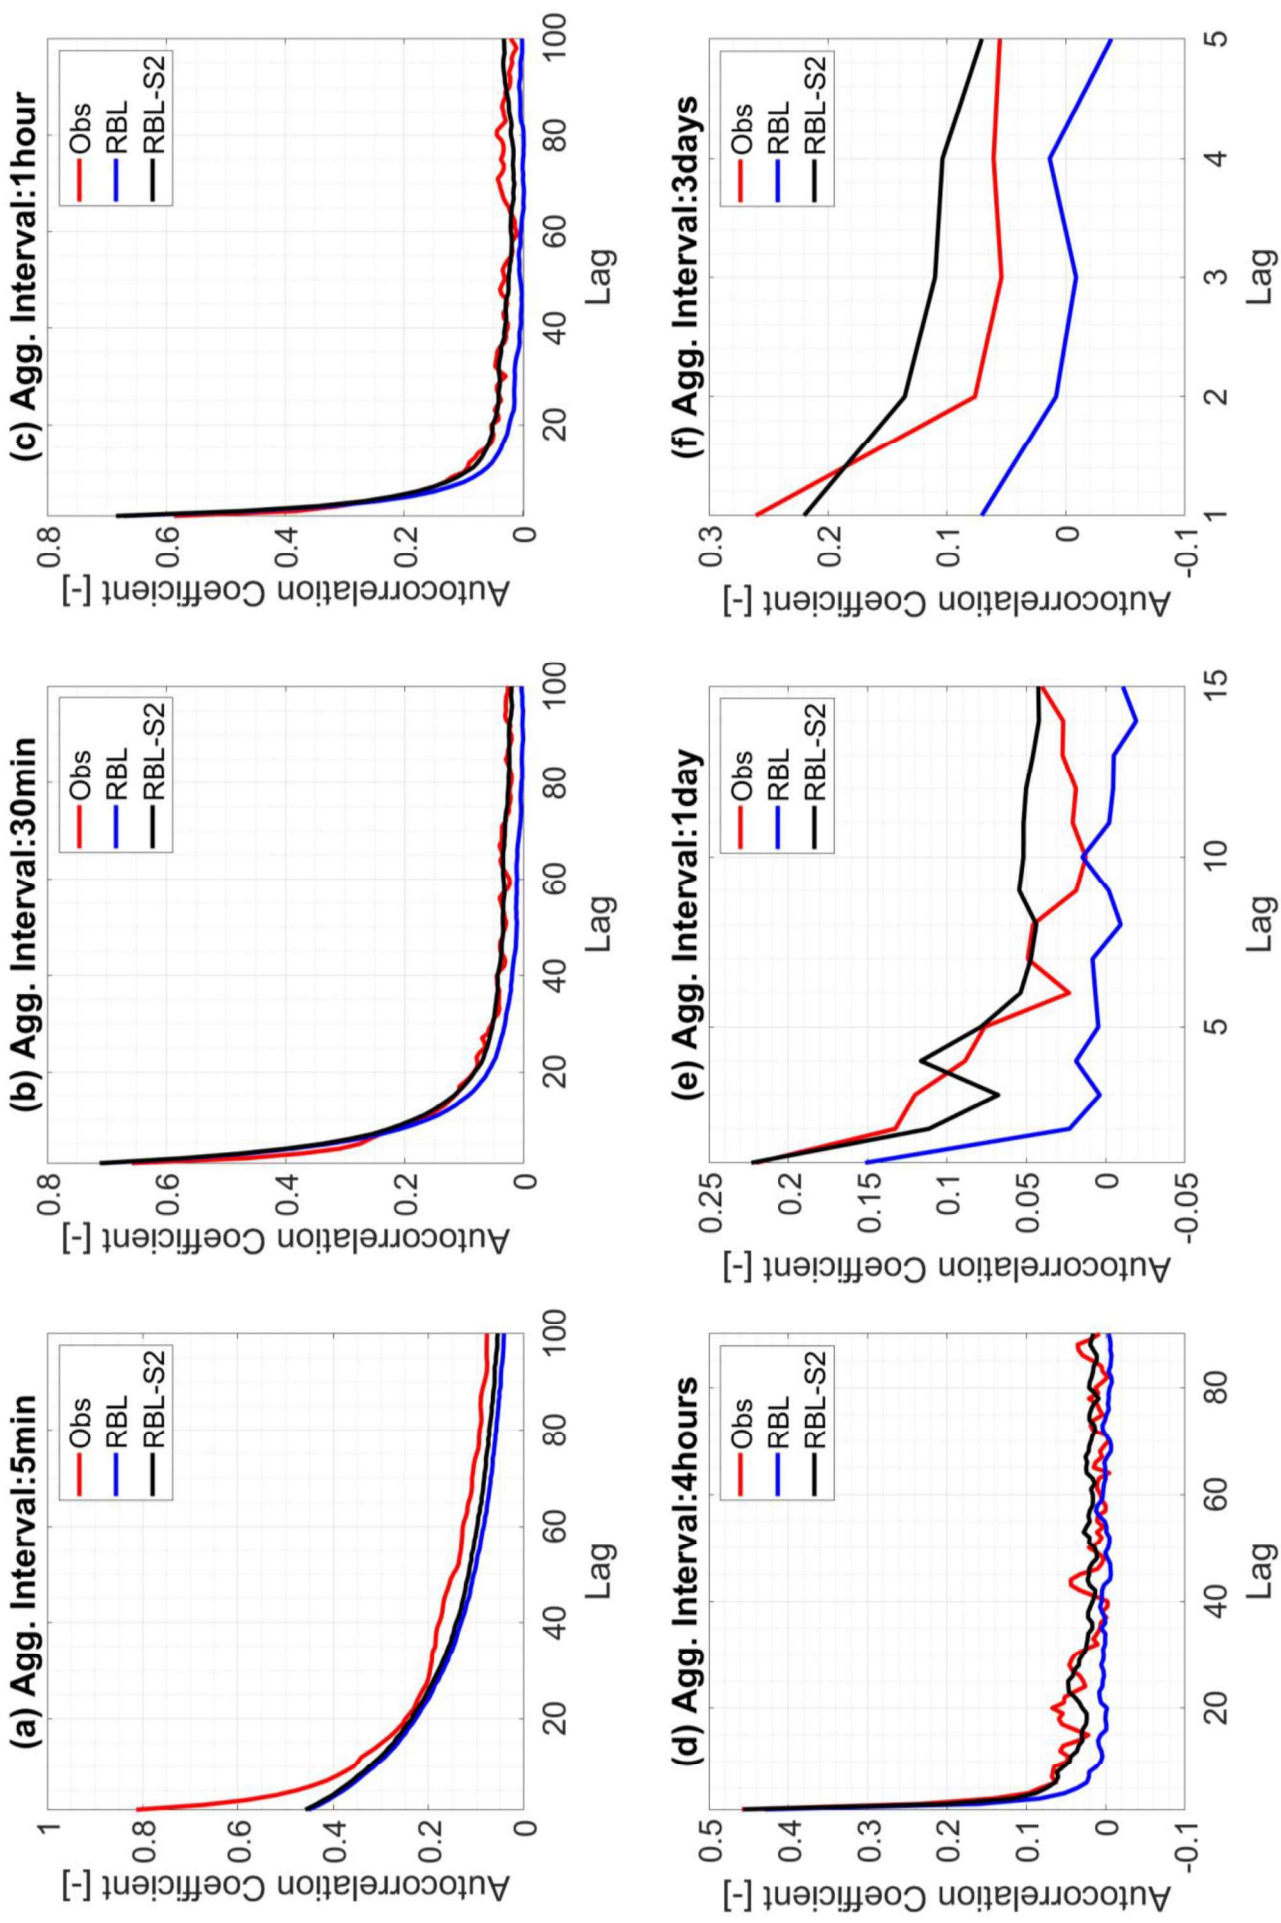 (a) Agg. Interval:5min
Autocorrelation Coefficient [-]
1
0.8
0.6
0.4
0.2
0
20
40
60
80
100
Lag
Obs
RBL
RBL-S2
(b) Agg. Interval:30min
Autocorrelation Coefficient [-]
0.8
0.6
0.4
0.2
0
20
40
60
80
100
Lag
Obs
RBL
RBL-S2
(c) Agg. Interval:1hour
Autocorrelation Coefficient [-]
0.8
0.6
0.4
0.2
0
20
40
60
80
100
Lag
Obs
RBL
RBL-S2
(d) Agg. Interval:4hours
Autocorrelation Coefficient [-]
0.5
0.4
0.3
0.2
0.1
0
-0.1
20
40
60
80
Lag
Obs
RBL
RBL-S2
(e) Agg. Interval:1day
Autocorrelation Coefficient [-]
0.25
0.2
0.15
0.1
0.05
0
-0.05
5
10
15
Lag
Obs
RBL
RBL-S2
(f) Agg. Interval:3days
Autocorrelation Coefficient [-]
0.3
0.2
0.1
0
-0.1
1
2
3
4
5
Lag
Obs
RBL
RBL-S2